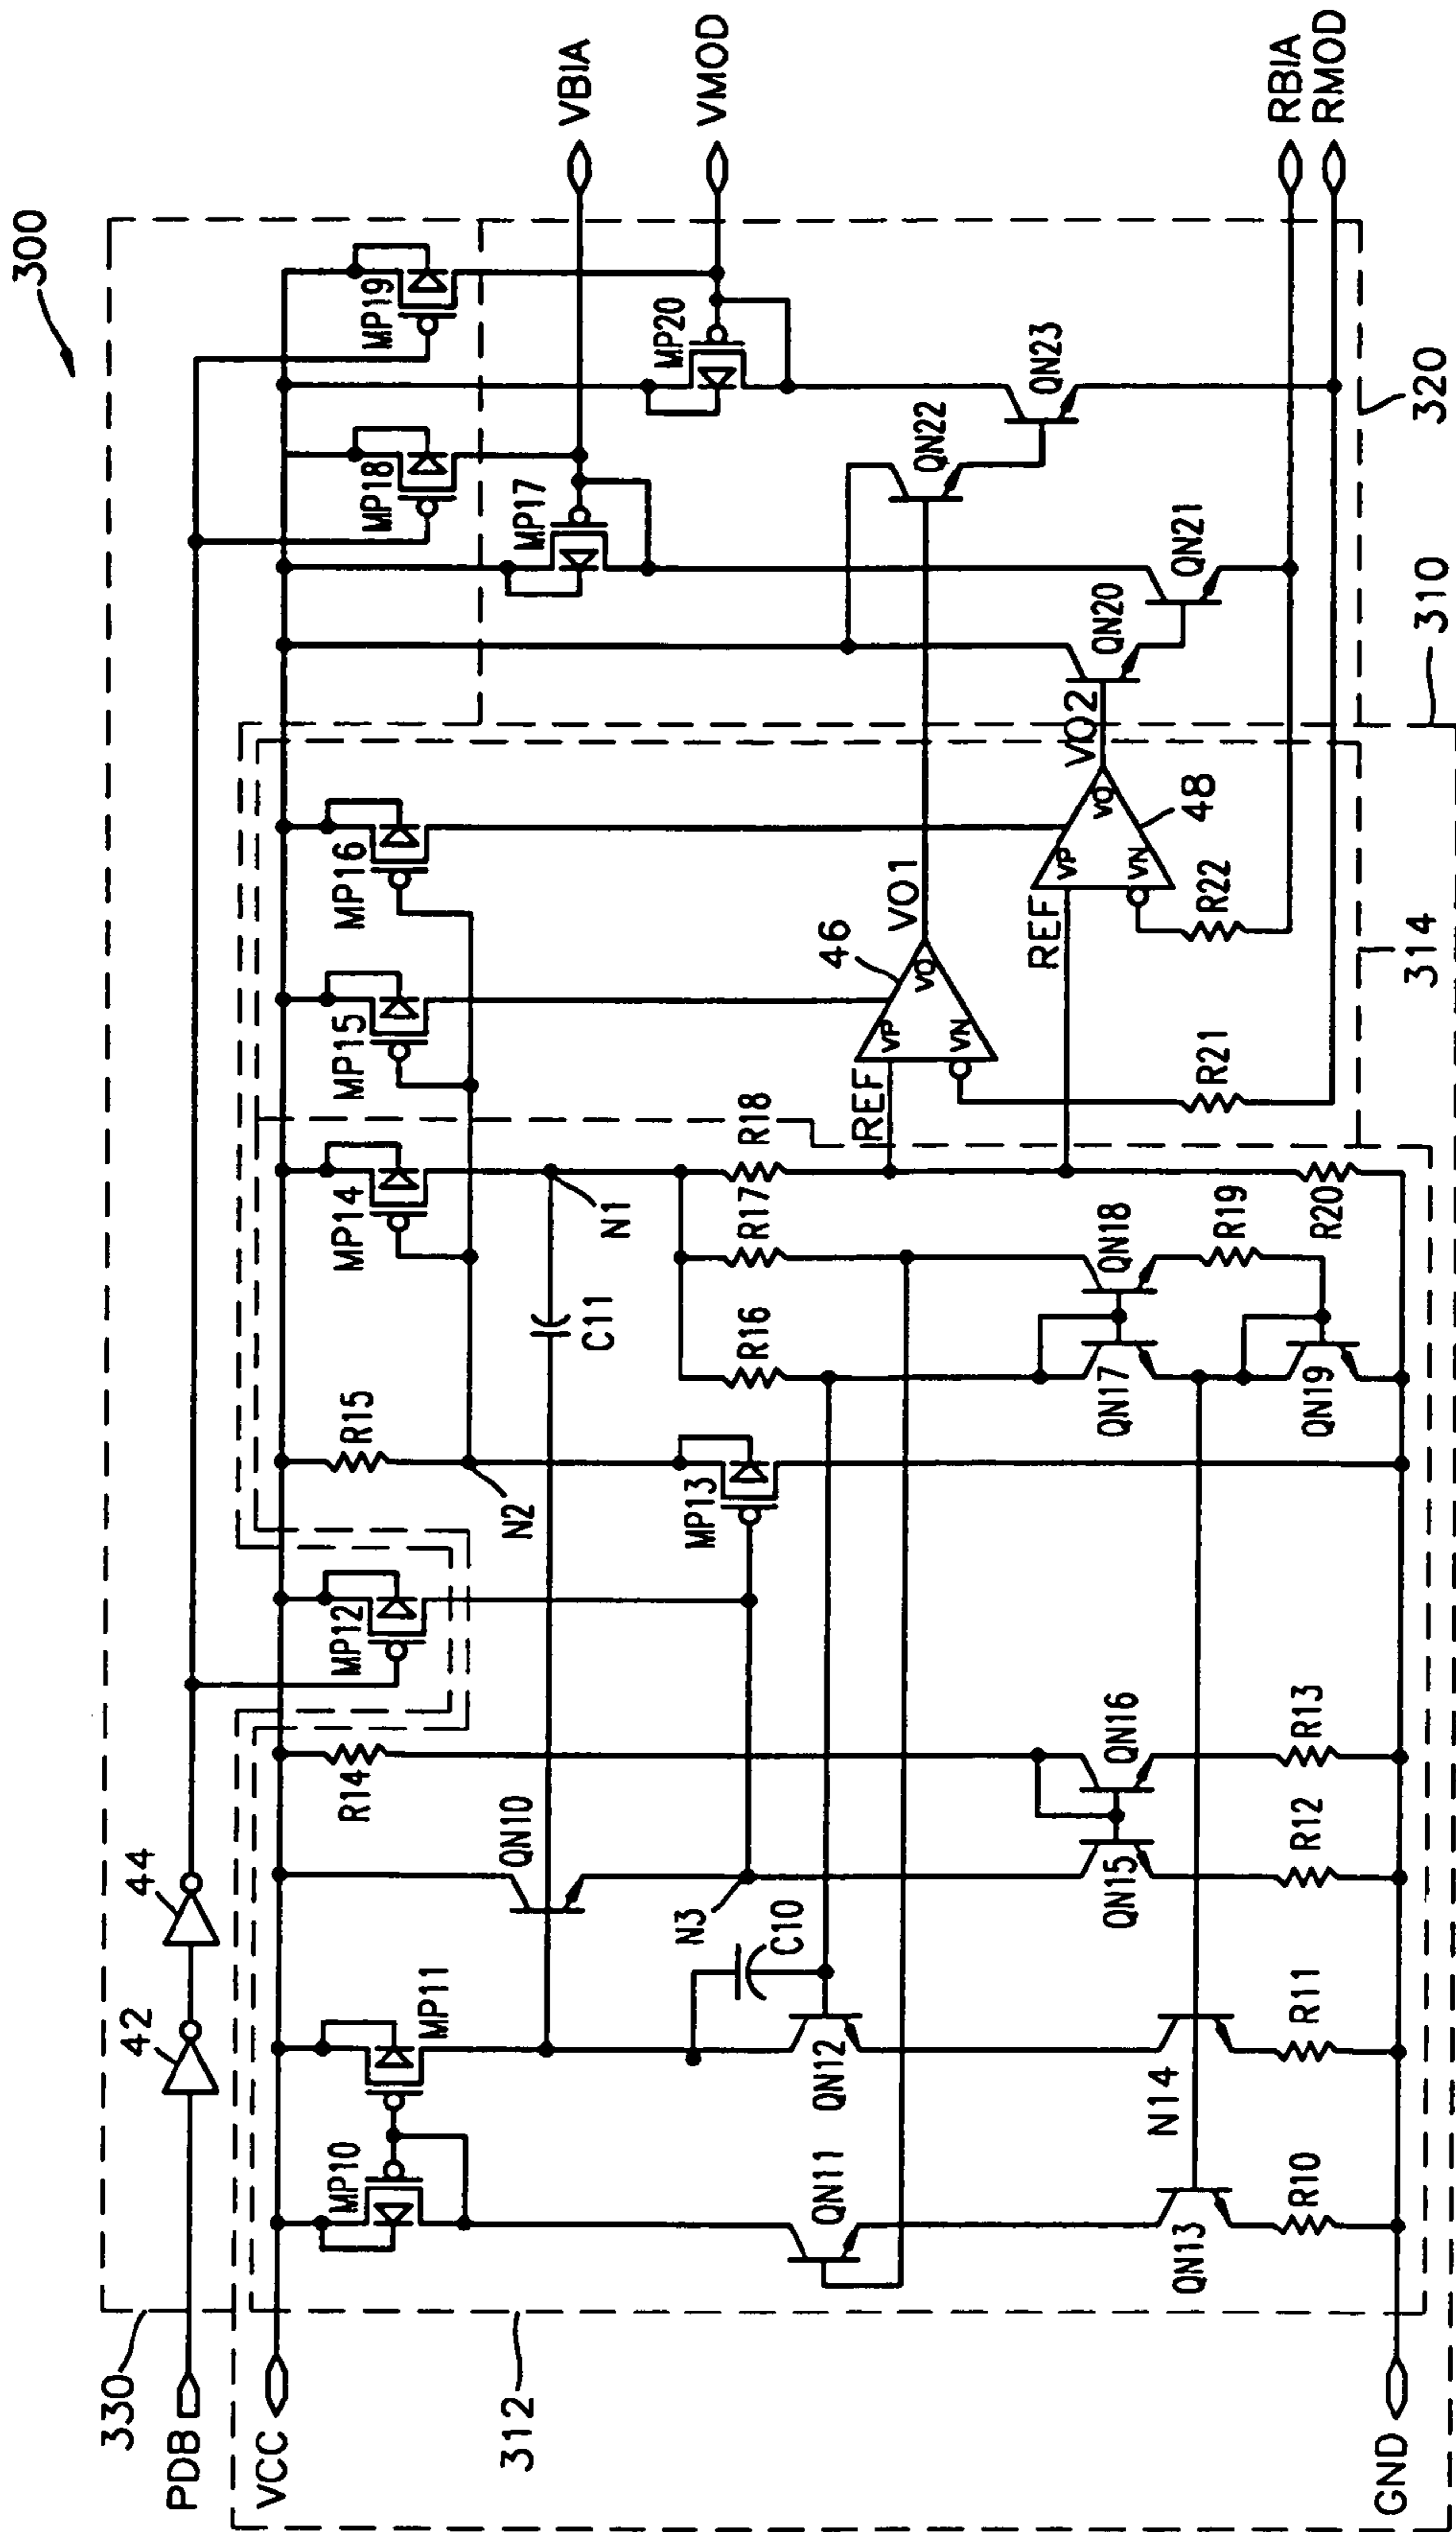 300
330
PDB
42
44
VCC
312
GND
MP10
MP11
MP12
R14
R15
MP14
MP15
MP16
MP18
MP19
MP17
MP20
VBIA
VMOD
RBIA
RMOD
QN10
N2
N1
C11
N3
MP13
C10
R16
R17
R18
QN11
QN12
REF
VP
VN
VO
46
VO1
REF
VP
VN
VO
48
VO2
QN22
QN23
QN20
QN21
QN13
N14
QN15
QN16
QN17
QN18
QN19
R10
R11
R12
R13
R19
R20
R21
R22
314
310
320